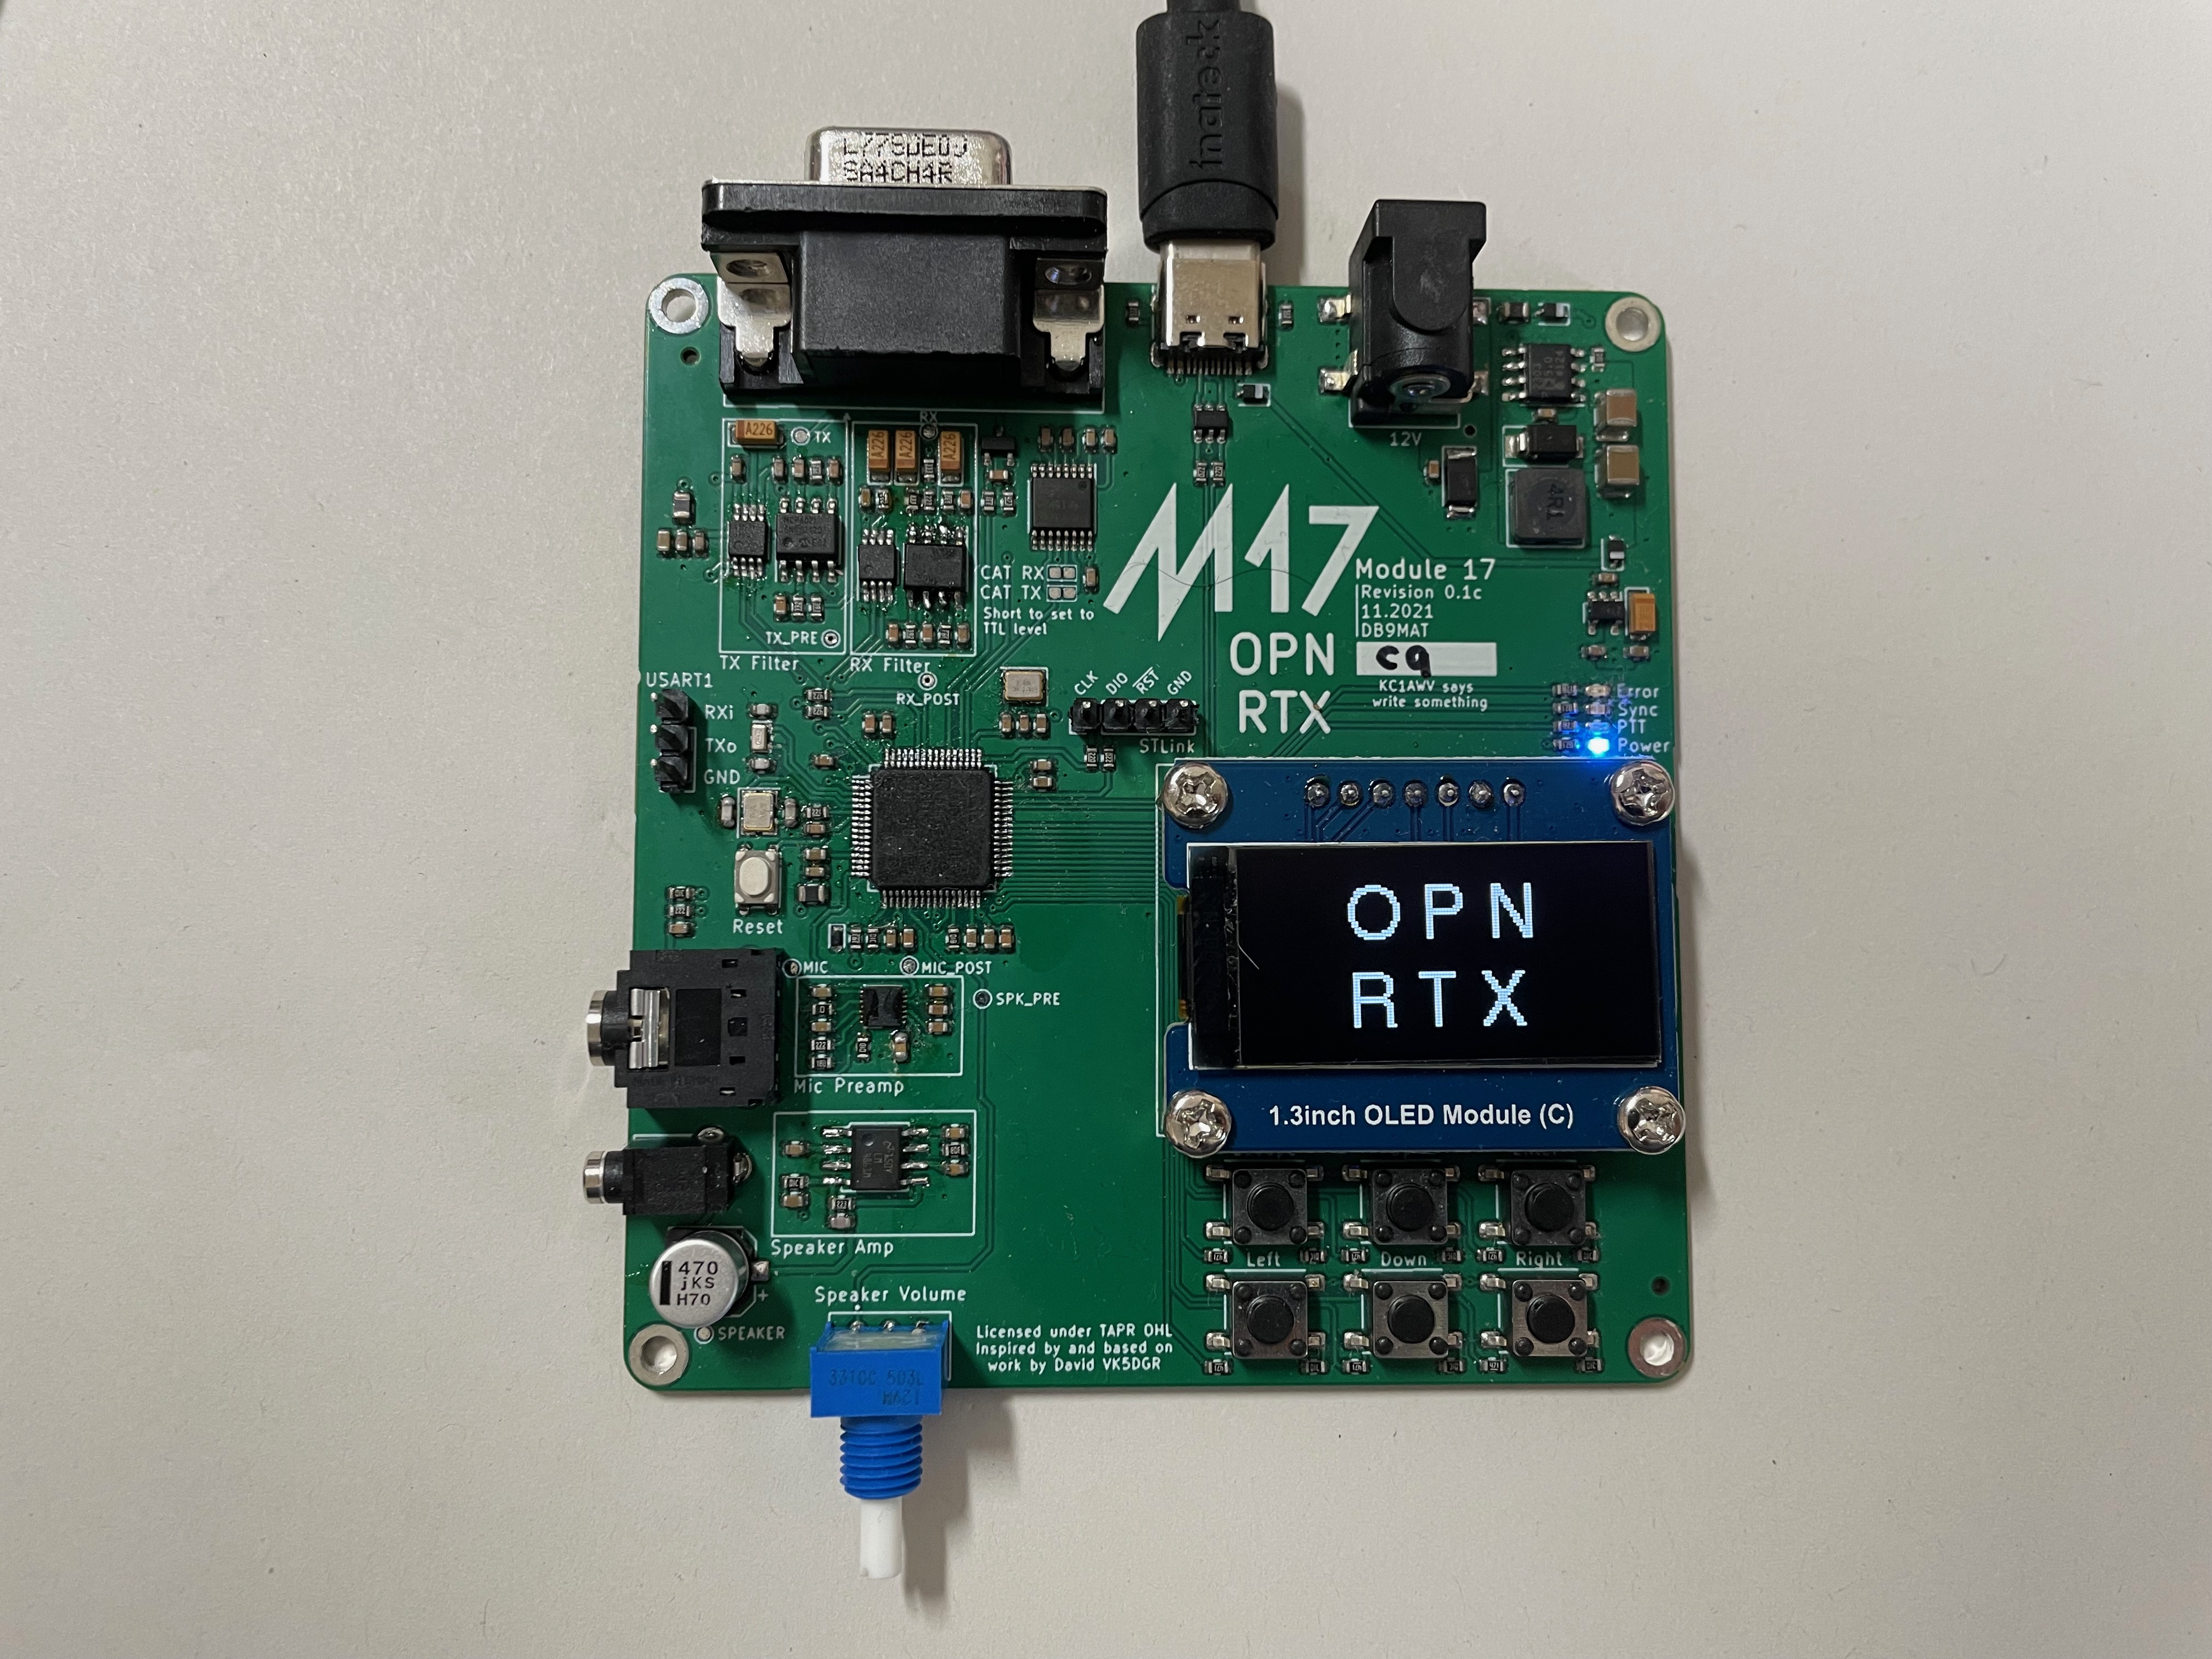 inateck
L77SDE09
SA4CH4R
12V
A226
TX
RX
A226
A226
A226
4R1
CAT RX
CAT TX
Short to set to
TTL level
M17
Module 17
Revision 0.1c
11.2021
DB9MAT
OPN
RTX
CQ
KC1AWV says
write something
TX_PRE
TX Filter
RX Filter
RX_POST
USART1
RXi
TXo
GND
CLK
DIO
RST
GND
STLink
Error
Sync
PTT
Power
Reset
OPN
RTX
1.3inch OLED Module (C)
MIC
MIC_POST
SPK_PRE
Mic Preamp
Speaker Amp
470
jKS
H70
+
SPEAKER
Speaker Volume
Left
Down
Right
Licensed under TAPR OHL
Inspired by and based on
work by David VK5DGR